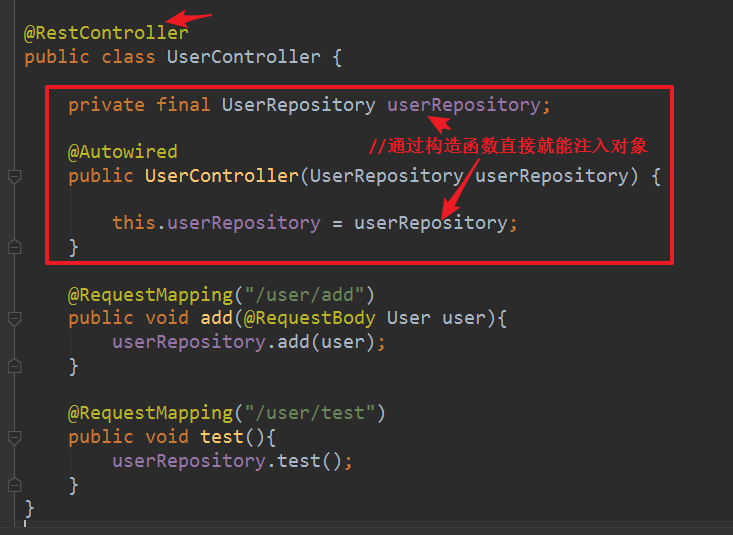 @RestController
public class UserController {
private final UserRepository userRepository;
@Autowired
//通过构造函数直接就能注入对象
public UserController(UserRepository userRepository) {
this.userRepository = userRepository;
}
@RequestMapping("/user/add")
public void add(@RequestBody User user){
userRepository.add(user);
}
@RequestMapping("/user/test")
public void test(){
userRepository.test();
}
}